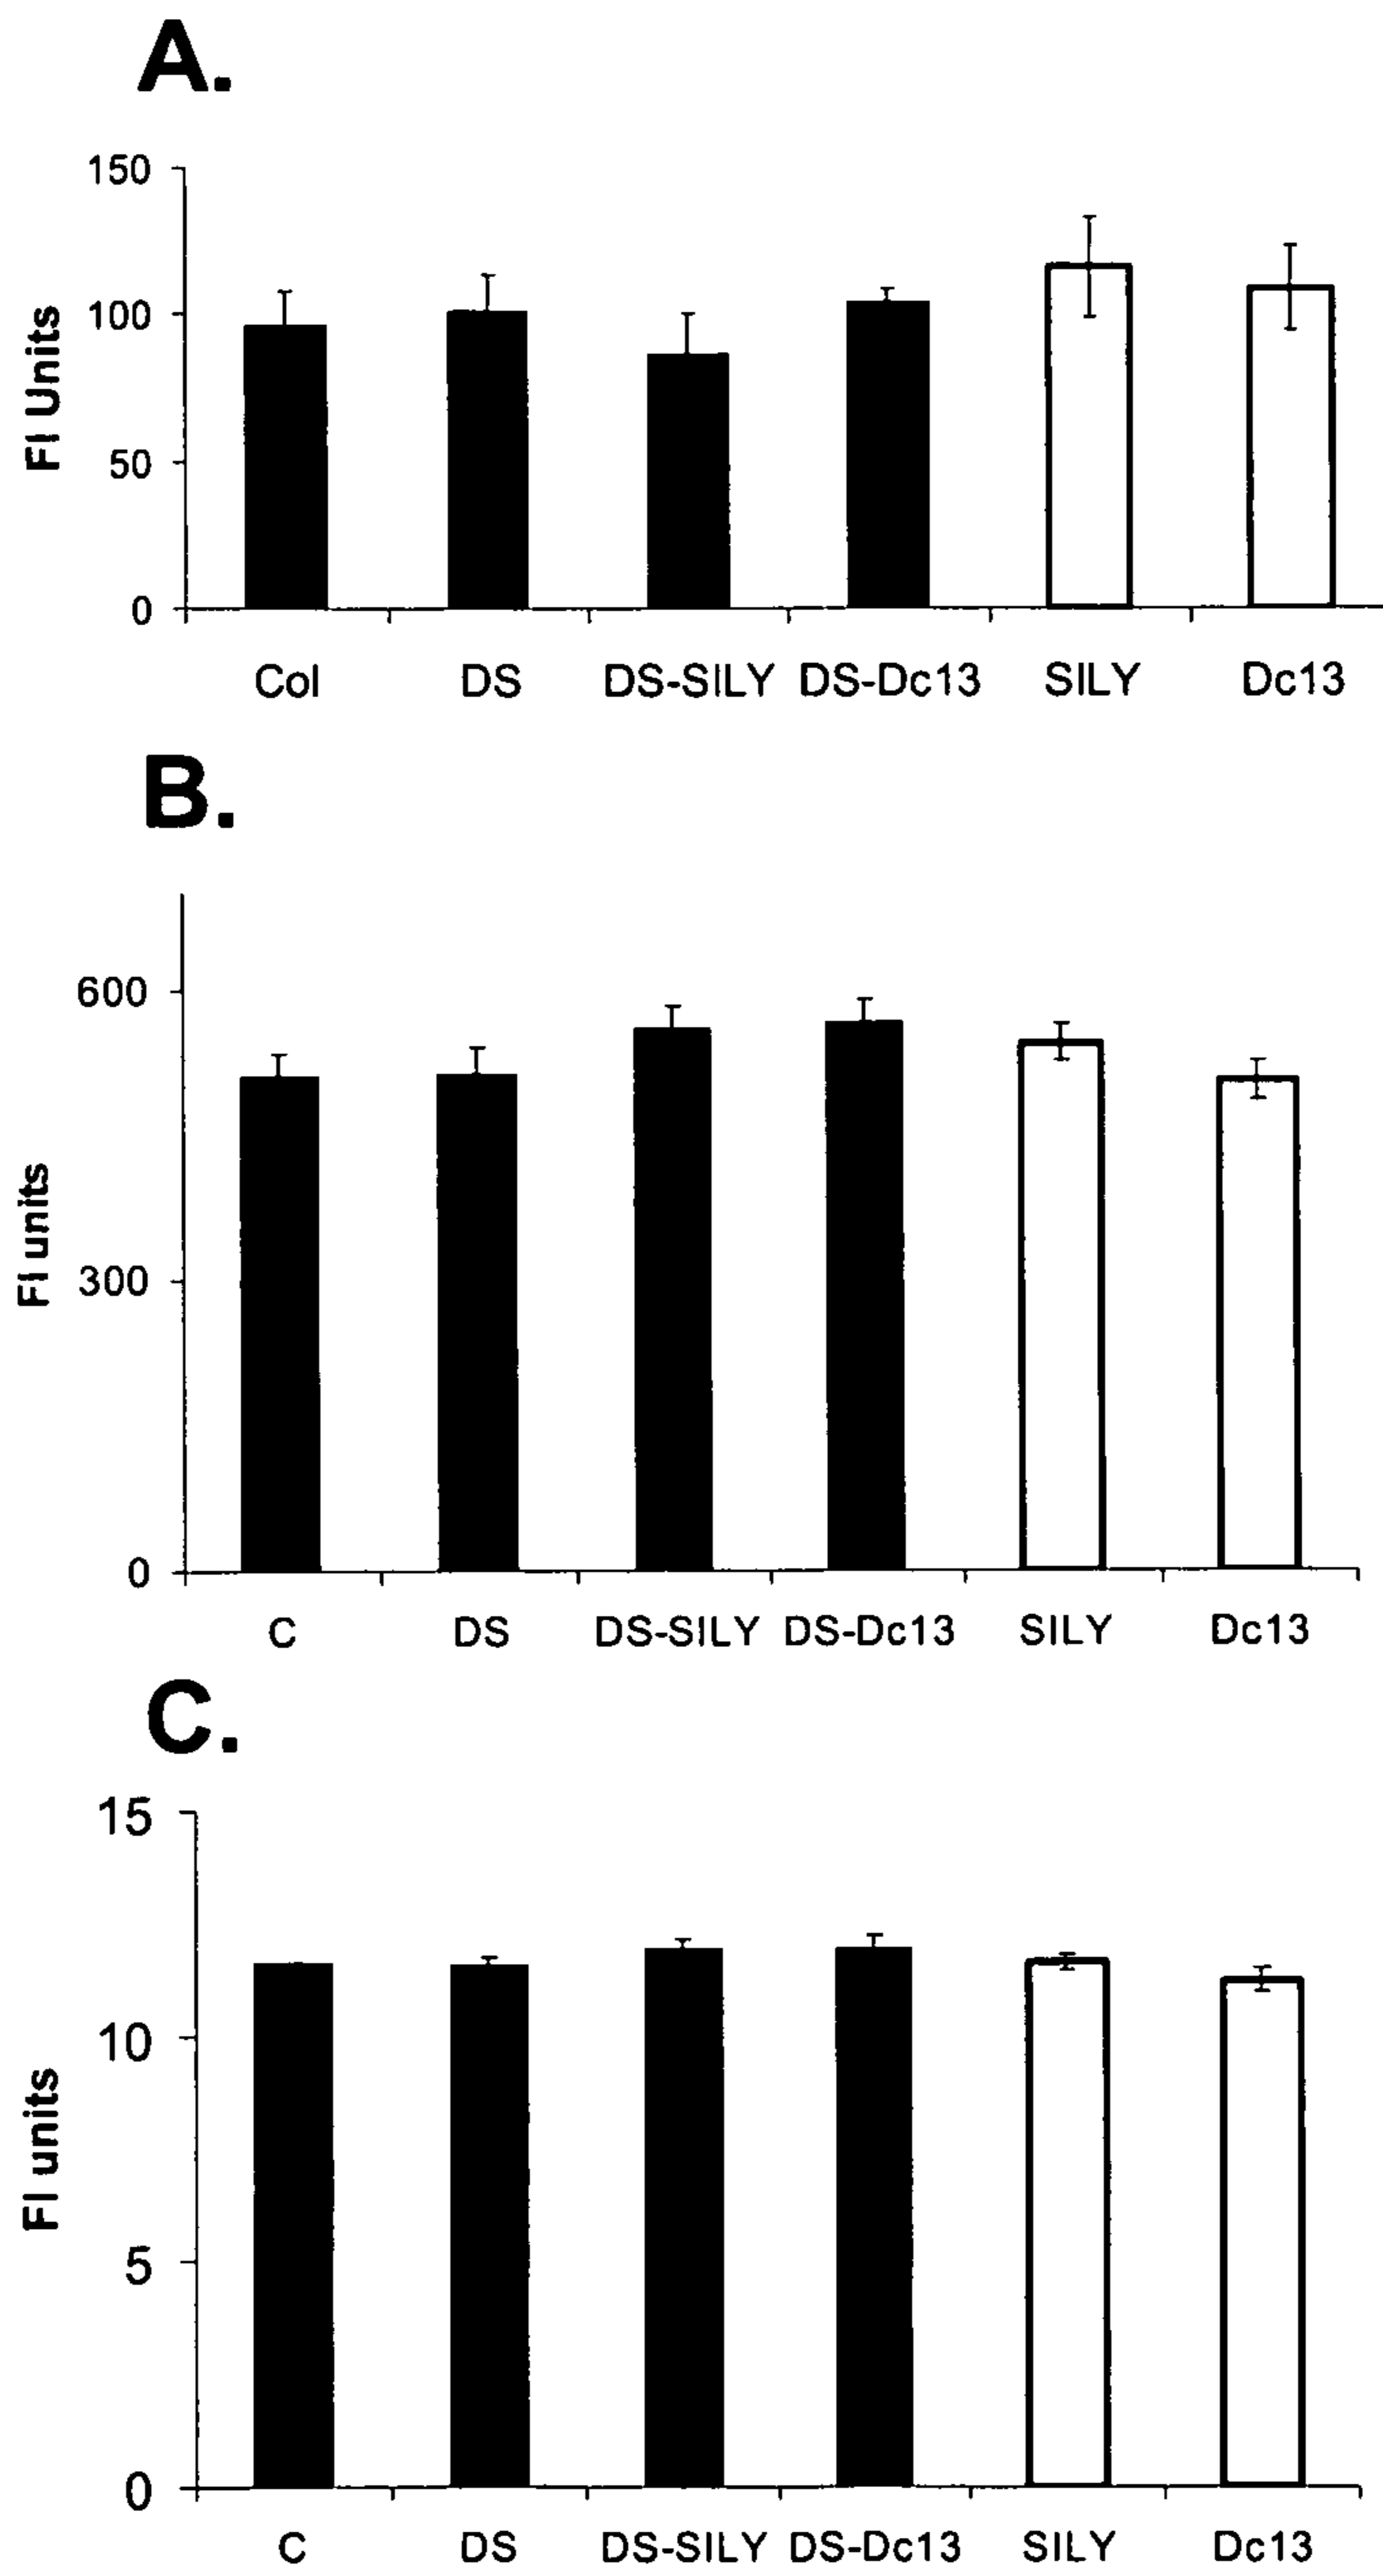 A.
150
100
50
0
FI Units
Col DS DS-SILY DS-Dc13 SILY Dc13
B.
600
300
0
FI units
C DS DS-SILY DS-Dc13 SILY Dc13
C.
15
10
5
0
FI units
C DS DS-SILY DS-Dc13 SILY Dc13